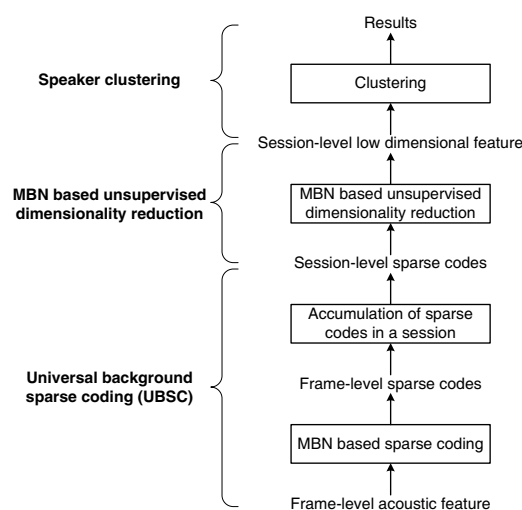 Results
Speaker clustering
Clustering
Session-level low dimensional feature
MBN based unsupervised
dimensionality reduction
MBN based unsupervised
dimensionality reduction
Session-level sparse codes
Accumulation of sparse
codes in a session
Universal background
sparse coding (UBSC)
Frame-level sparse codes
MBN based sparse coding
Frame-level acoustic feature